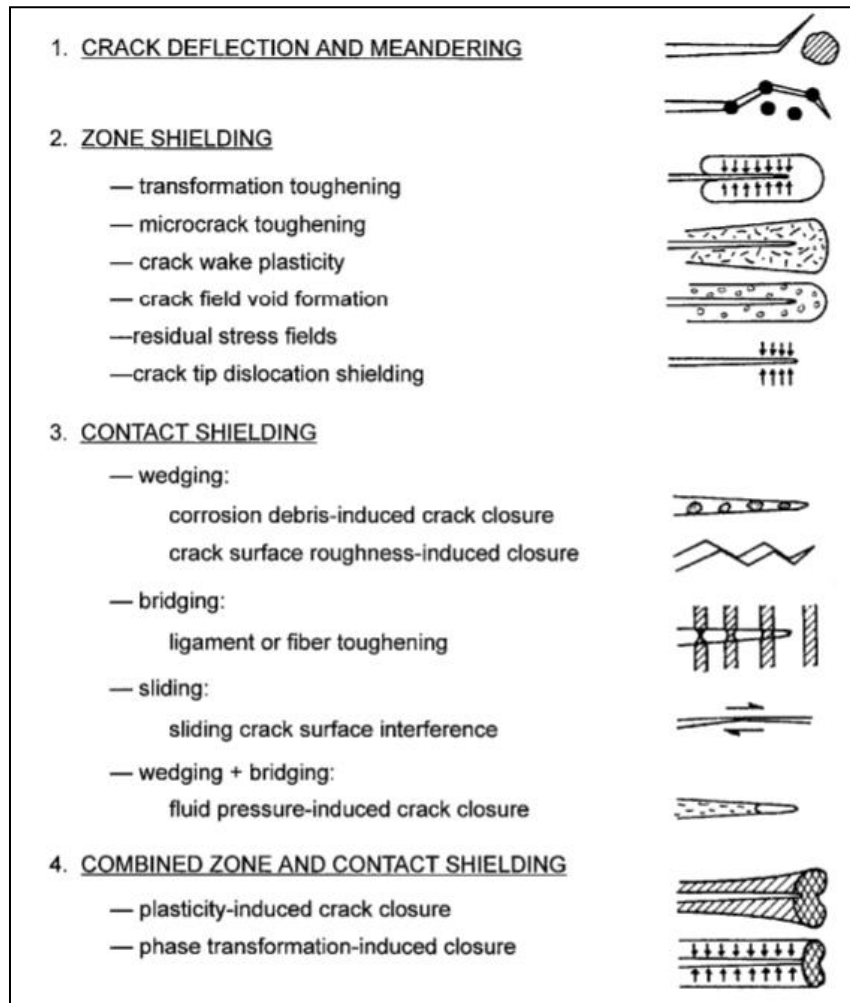 1. CRACK DEFLECTION AND MEANDERING
2. ZONE SHIELDING
— transformation toughening
— microcrack toughening
— crack wake plasticity
— crack field void formation
—residual stress fields
—crack tip dislocation shielding
3. CONTACT SHIELDING
— wedging:
corrosion debris-induced crack closure
crack surface roughness-induced closure
— bridging:
ligament or fiber toughening
— sliding:
sliding crack surface interference
— wedging + bridging:
fluid pressure-induced crack closure
4. COMBINED ZONE AND CONTACT SHIELDING
— plasticity-induced crack closure
— phase transformation-induced closure